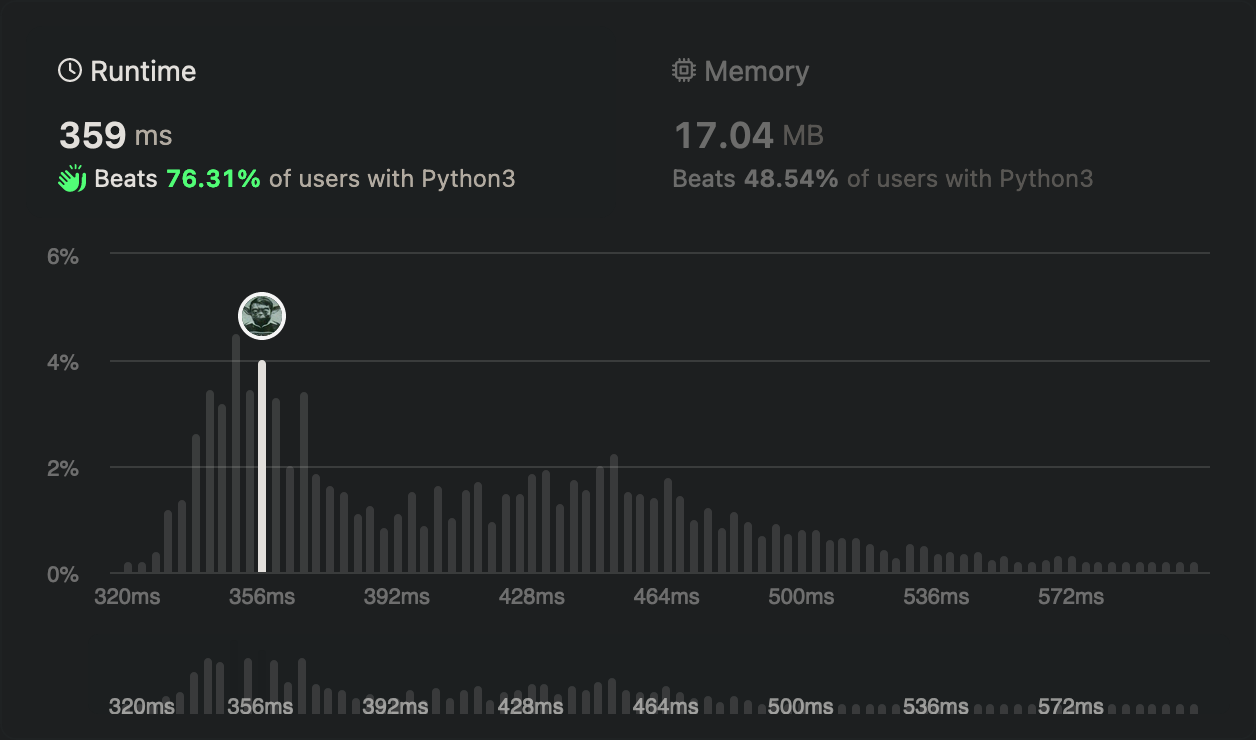 Runtime
359 ms
Beats 76.31% of users with Python3
Memory
17.04 MB
Beats 48.54% of users with Python3
6%
4%
2%
0%
320ms 356ms 392ms 428ms 464ms 500ms 536ms 572ms
320ms 356ms 392ms 428ms 464ms 500ms 536ms 572ms